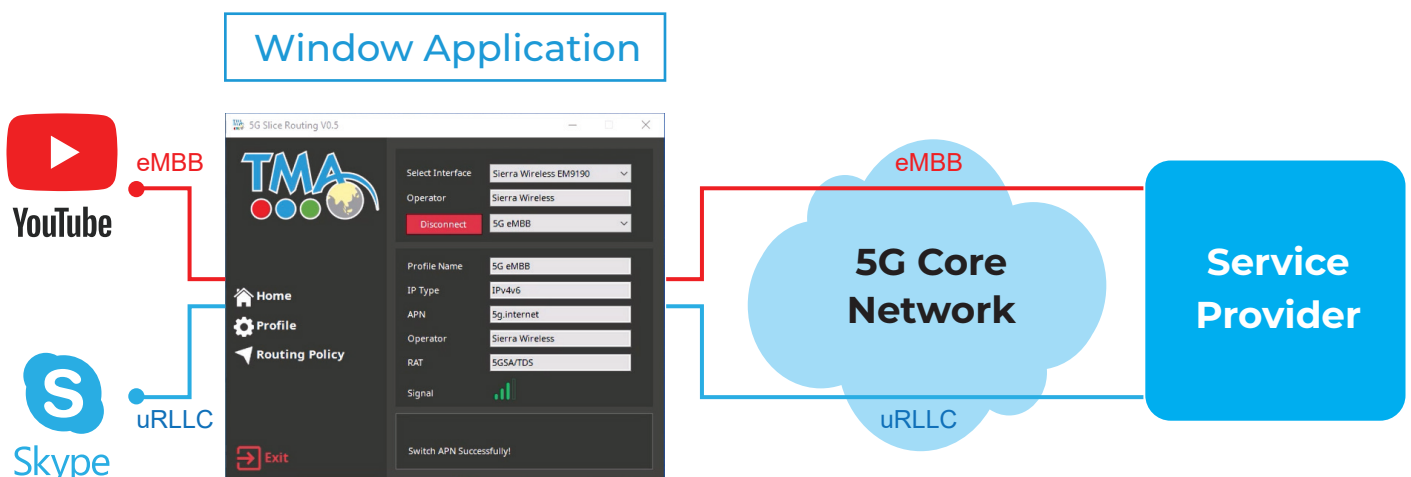 Window Application
YouTube
eMBB
5G Slice Routing V0.5
TMA
Home
Profile
Routing Policy
Exit
Select Interface Sierra Wireless EM9190
Operator Sierra Wireless
Disconnect 5G eMBB
Profile Name 5G eMBB
IP Type IPv4v6
APN 5g.internet
Operator Sierra Wireless
RAT 5GSA/TDS
Signal
Switch APN Successfully!
S
Skype
uRLLC
eMBB
5G Core
Network
uRLLC
Service
Provider